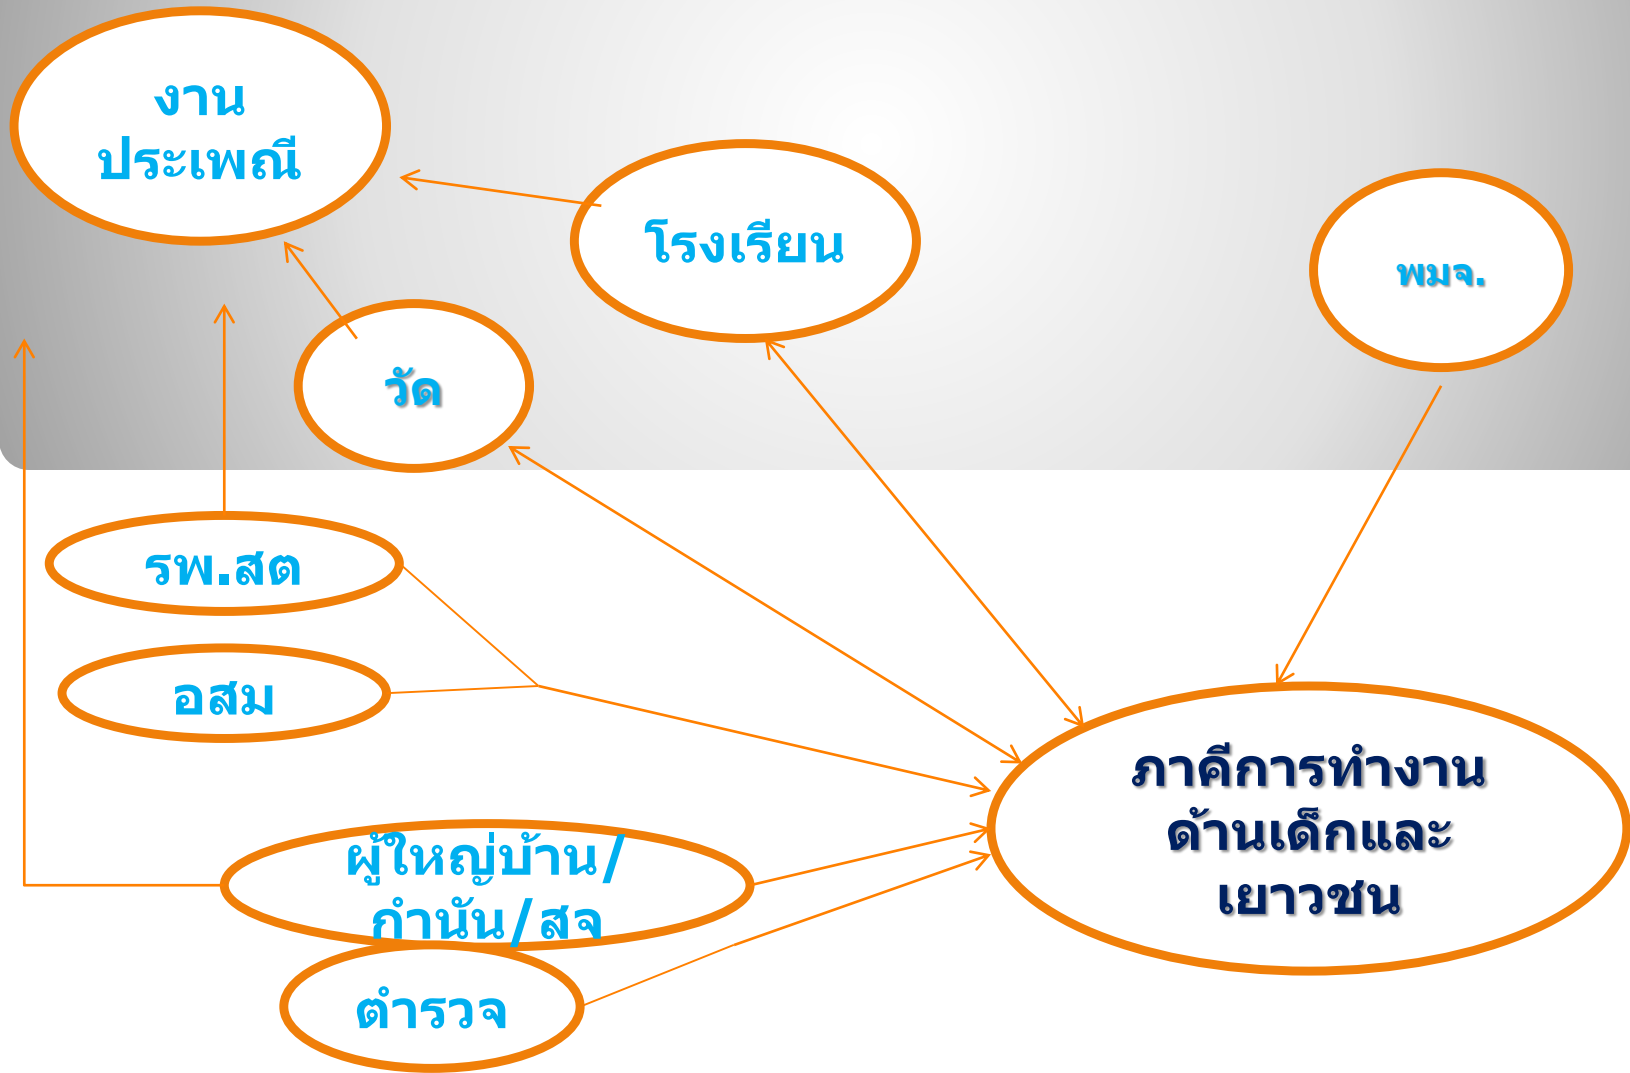 งาน
ประเพณี
โรงเรียน
พมจ.
วัด
รพ.สต
อสม
ผู้ใหญ่บ้าน/
กำนัน/สจ
ตำรวจ
ภาคีการทำงาน
ด้านเด็กและ
เยาวชน